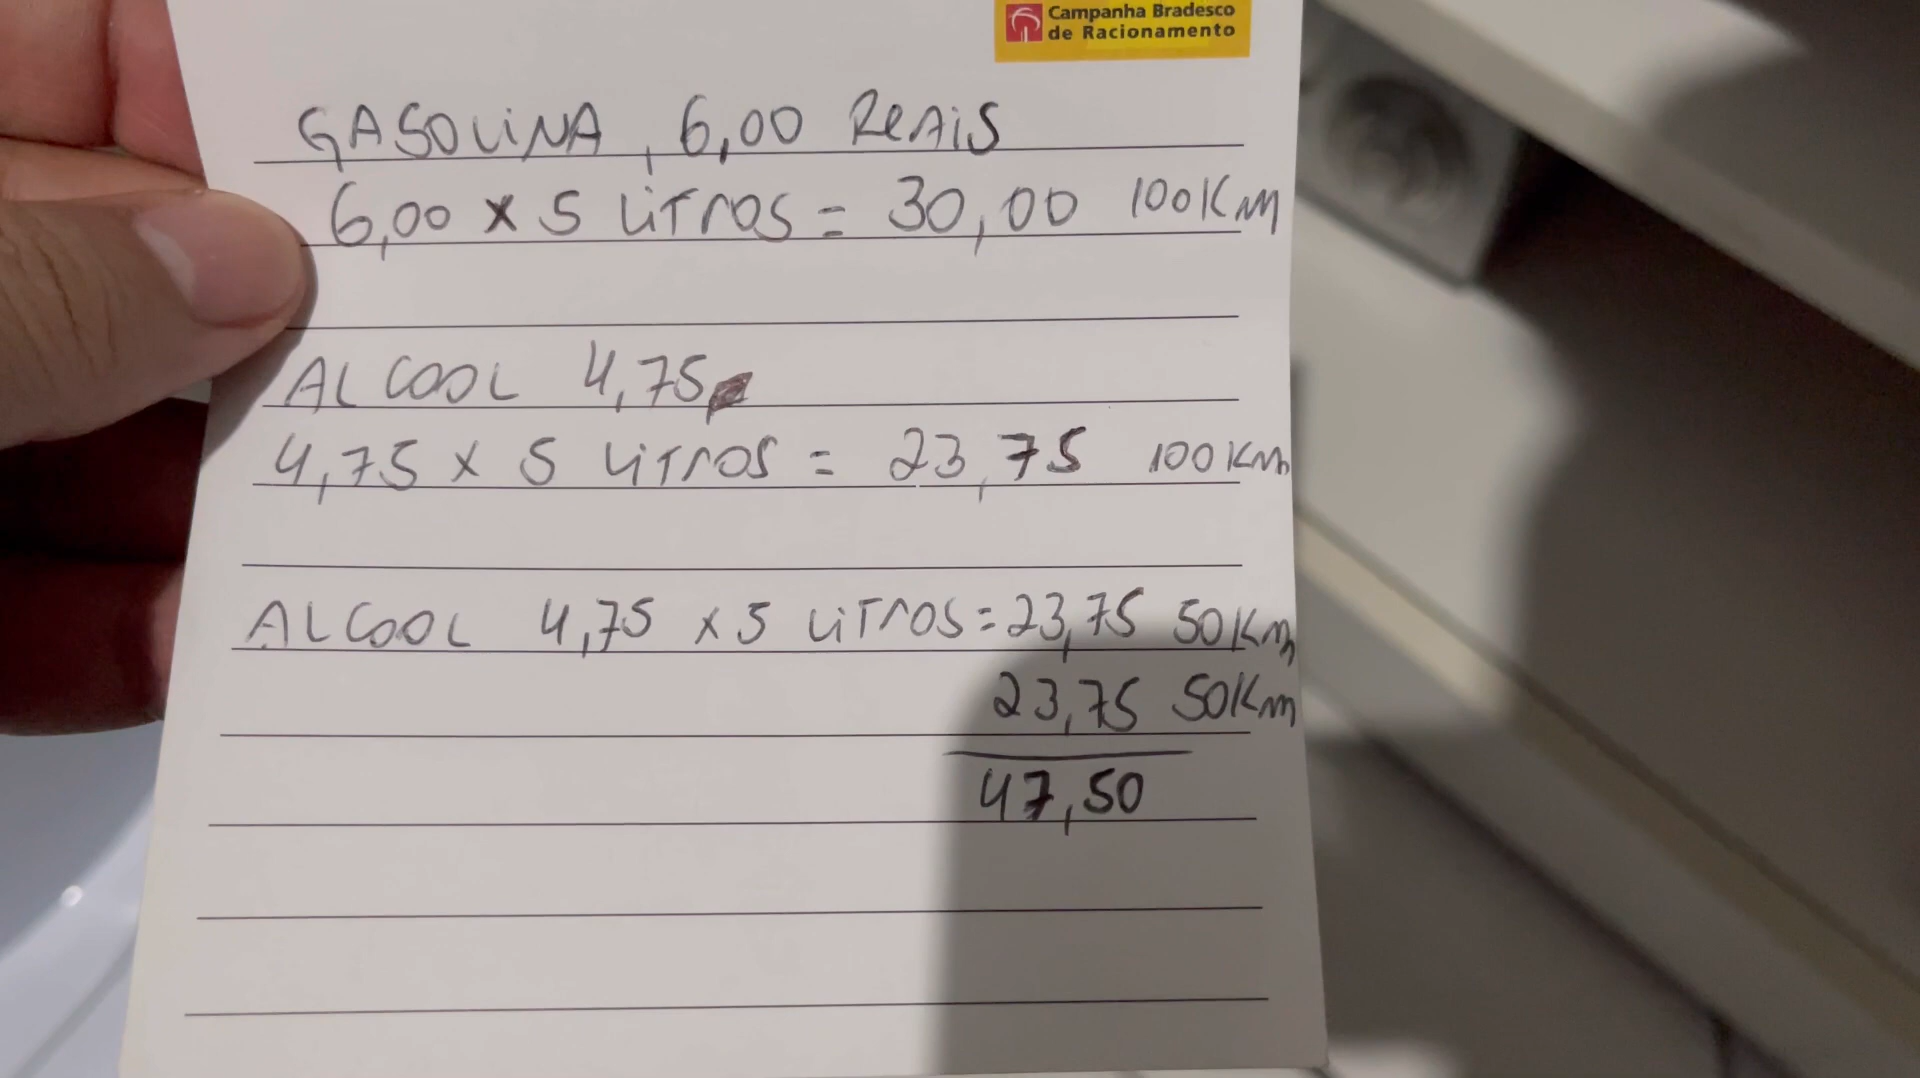 Campanha Bradesco
de Racionamento
GASOLINA, 6,00 REAIS
6,00 x 5 LITROS = 30,00 100Km
ALCOOL 4,75
4,75 x 5 LITROS = 23,75 100Km
ALCOOL 4,75 x 5 LITROS = 23,75 50Km
23,75 50Km
47,50